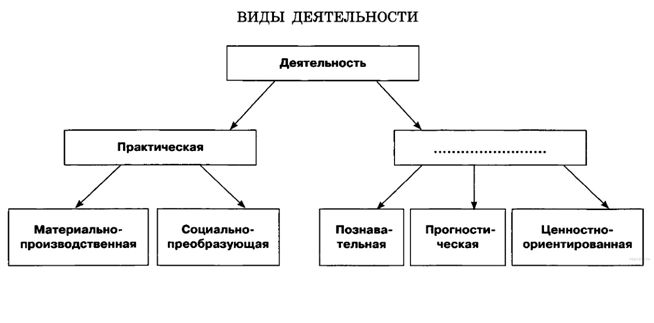 ВИДЫ ДЕЯТЕЛЬНОСТИ
Деятельность
Практическая
..........................
Материально-
производственная
Социально-
преобразующая
Познава-
тельная
Прогности-
ческая
Ценностно-
ориентированная